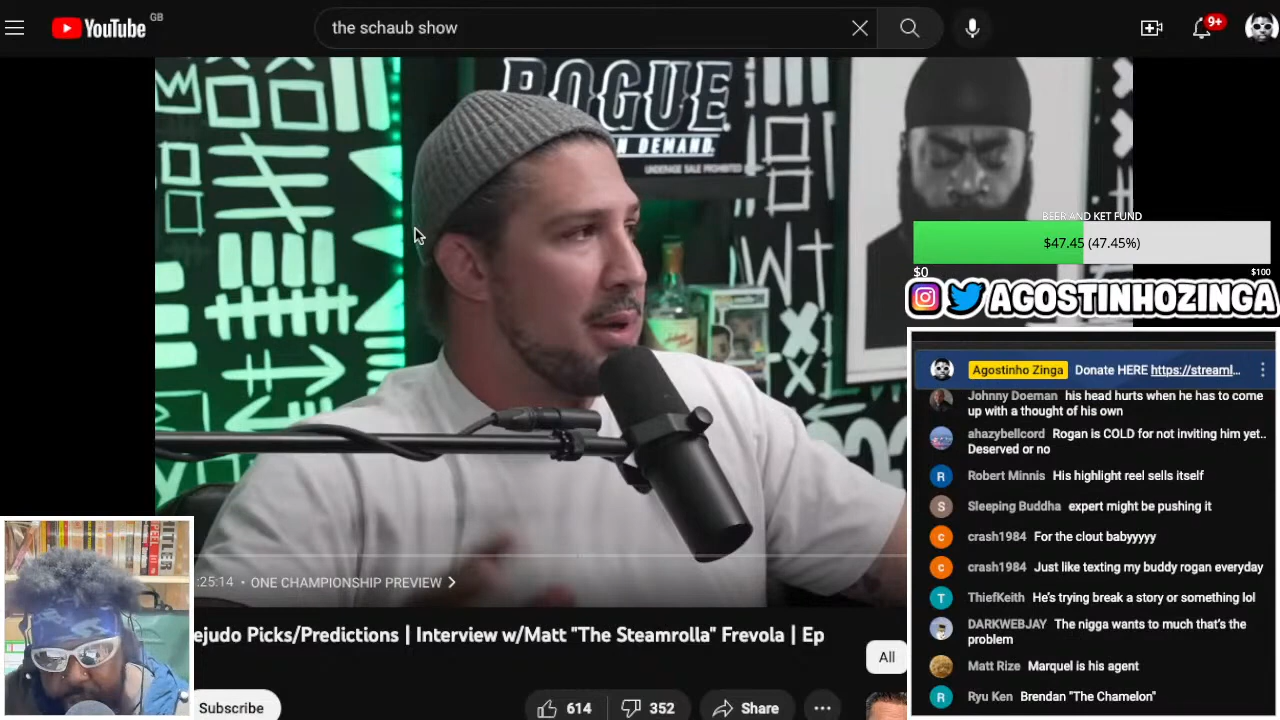 YouTube GB
the schaub show
9+
ROGUE
N DEMAND.
UNDERAGE SALE PROHIBITED
BEER AND KET FUND
$47.45 (47.45%)
$0
$100
AGOSTINHOZINGA
Agostinho Zinga Donate HERE https://streaml...
Johnny Doeman his head hurts when he has to come
up with a thought of his own
ahazybellcord Rogan is COLD for not inviting him yet..
Deserved or no
Robert Minnis His highlight reel sells itself
Sleeping Buddha expert might be pushing it
crash1984 For the clout babyyyy
crash1984 Just like texting my buddy rogan everyday
ThiefKeith He's trying break a story or something lol
DARKWEBJAY The nigga wants to much that's the
problem
Matt Rize Marquel is his agent
Ryu Ken Brendan "The Chamelon"
:25:14 • ONE CHAMPIONSHIP PREVIEW
ejudo Picks/Predictions | Interview w/Matt "The Steamrolla" Frevola | Ep
All
Subscribe
614
352
Share